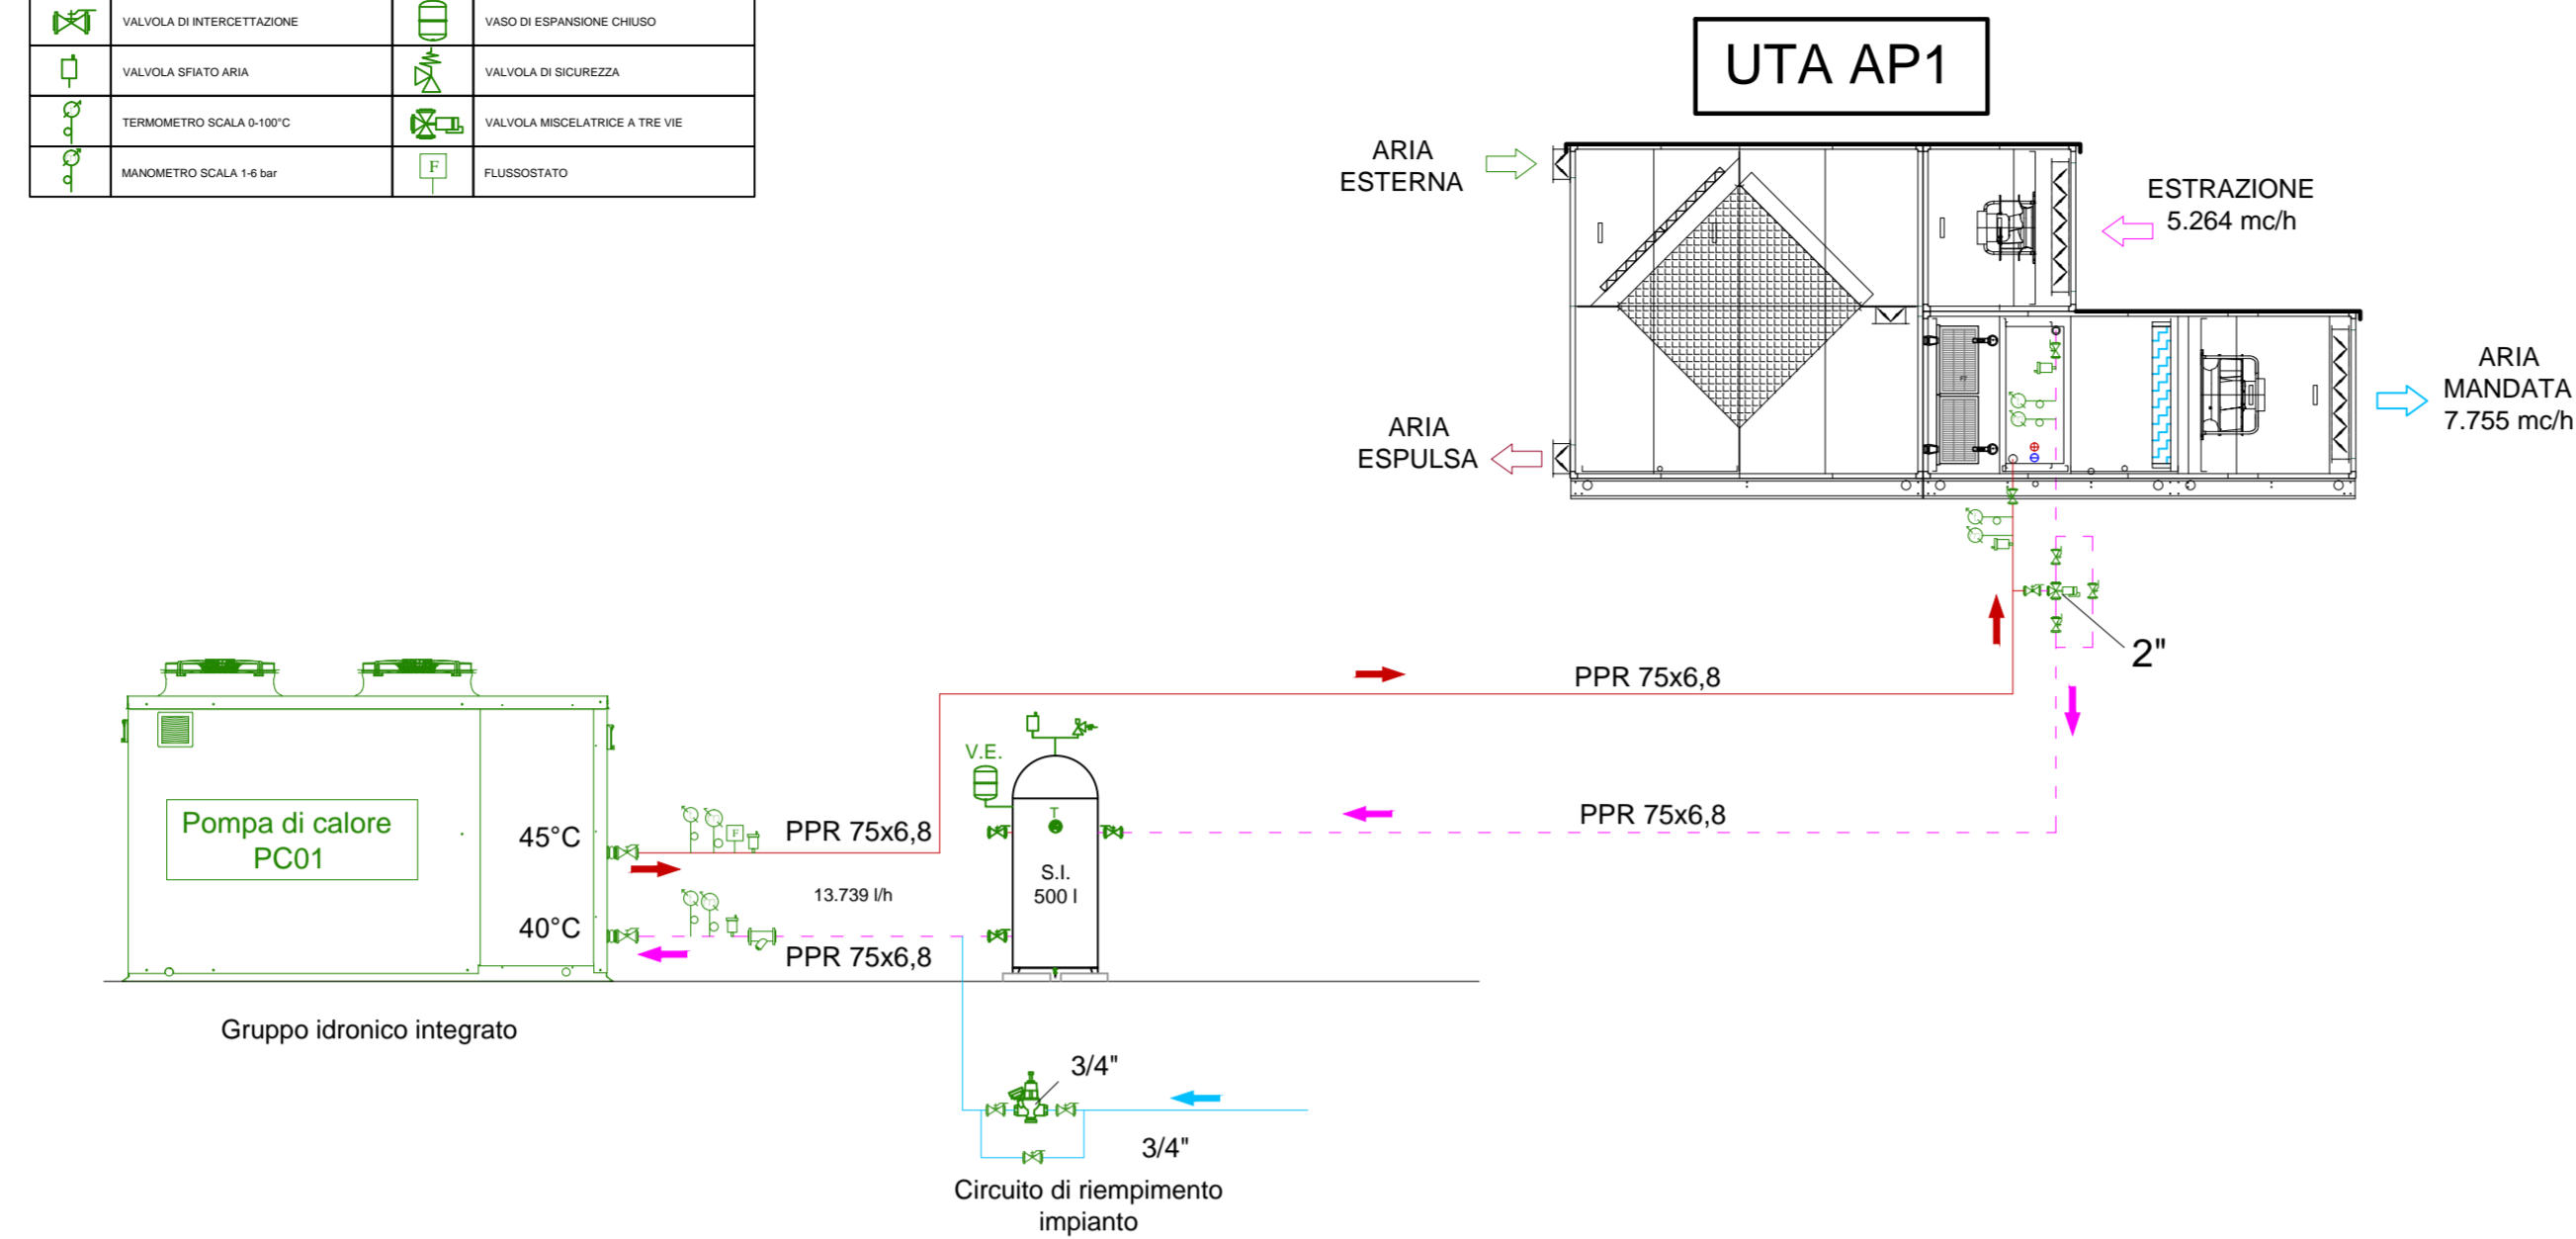 VALVOLA DI INTERCETTAZIONE
VASO DI ESPANSIONE CHIUSO
VALVOLA SFIATO ARIA
VALVOLA DI SICUREZZA
TERMOMETRO SCALA 0-100°C
VALVOLA MISCELATRICE A TRE VIE
MANOMETRO SCALA 1-6 bar
F
FLUSSOSTATO
UTA AP1
ARIA
ESTERNA
ESTRAZIONE
5.264 mc/h
ARIA
MANDATA
7.755 mc/h
ARIA
ESPULSA
2"
PPR 75x6,8
PPR 75x6,8
V.E.
T
S.I.
500 l
Pompa di calore
PC01
45°C
40°C
F
PPR 75x6,8
13.739 l/h
PPR 75x6,8
Gruppo idronico integrato
3/4"
3/4"
Circuito di riempimento
impianto